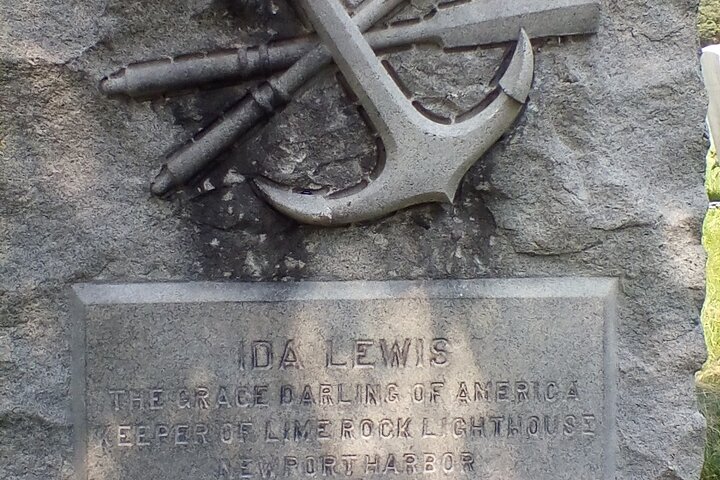 IDA LEWIS
THE GRACE DARLING OF AMERICA
KEEPER OF LIME ROCK LIGHTHOUSE
NEWPORT HARBOR